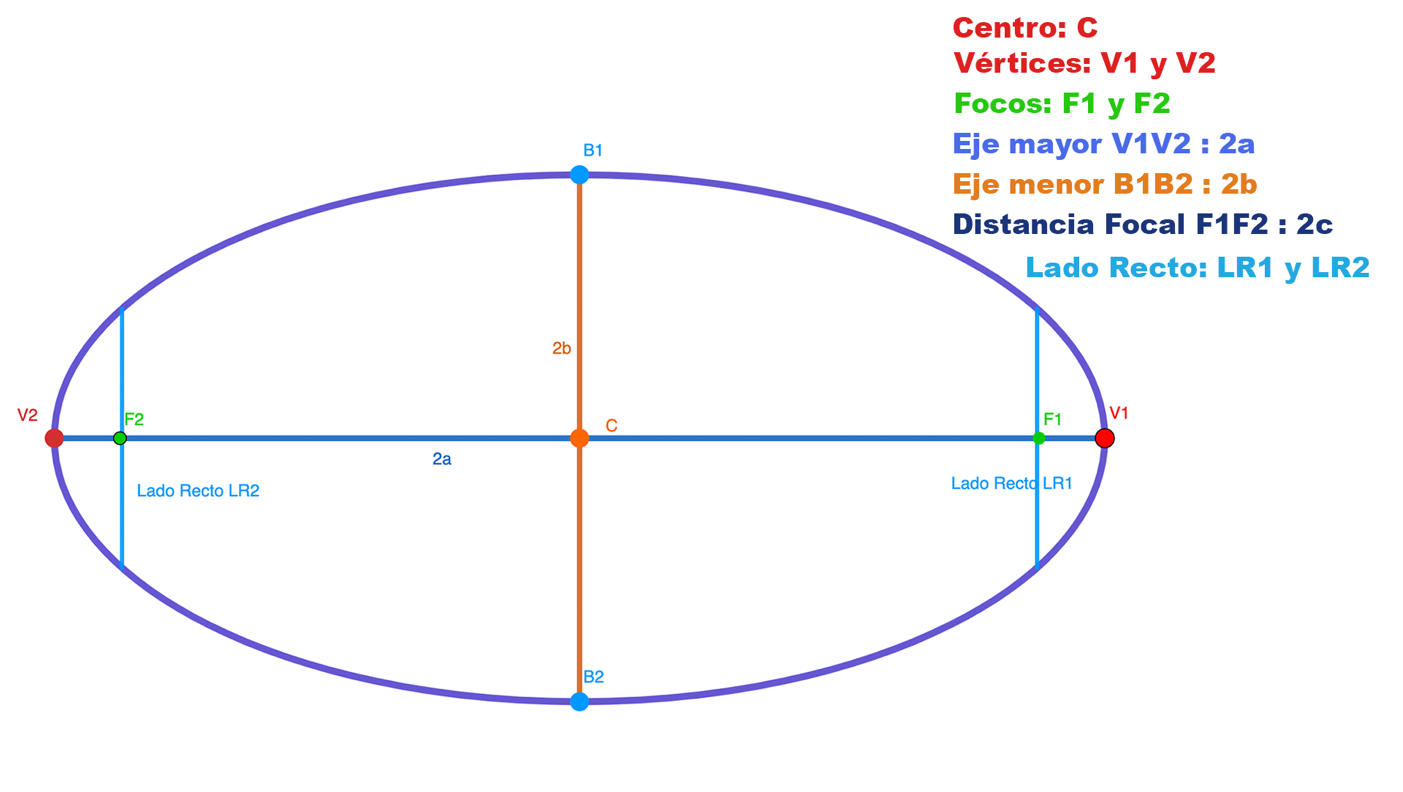 Centro: C
Vértices: V1 y V2
Focos: F1 y F2
Eje mayor V1V2 : 2a
Eje menor B1B2 : 2b
Distancia Focal F1F2 : 2c
Lado Recto: LR1 y LR2
B1
2b
V2
F2
C
F1
V1
2a
Lado Recto LR2
Lado Recto LR1
B2